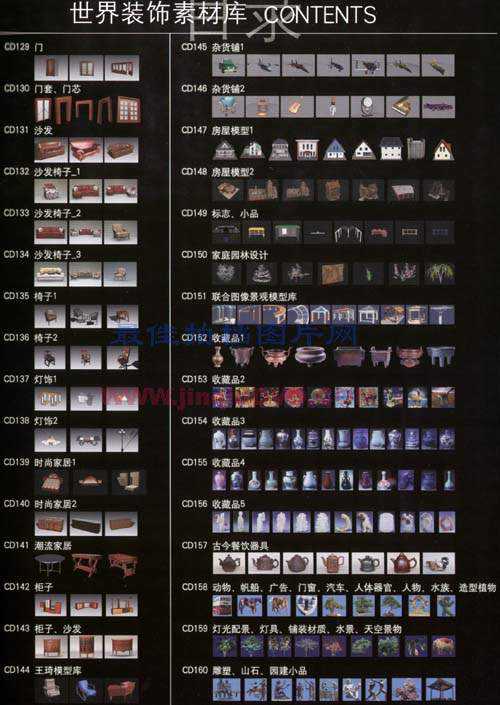 世界装饰素材库 CONTENTS
目录
CD129 门
CD130 门套、门芯
CD131 沙发
CD132 沙发椅子_1
CD133 沙发椅子_2
CD134 沙发椅子_3
CD135 椅子1
CD136 椅子2
CD137 灯饰1
CD138 灯饰2
CD139 时尚家居1
CD140 时尚家居2
CD141 潮流家居
CD142 柜子
CD143 柜子、沙发
CD144 王琦模型库
CD145 杂货铺1
CD146 杂货铺2
CD147 房屋模型1
CD148 房屋模型2
CD149 标志、小品
CD150 家庭园林设计
CD151 联合图像景观模型库
CD152 收藏品1
CD153 收藏品2
CD154 收藏品3
CD155 收藏品4
CD156 收藏品5
CD157 古今餐饮器具
CD158 动物、帆船、广告、门窗、汽车、人体器官、人物、水族、造型植物
CD159 灯光配景、灯具、铺装材质、水景、天空景物
CD160 雕塑、山石、园建小品